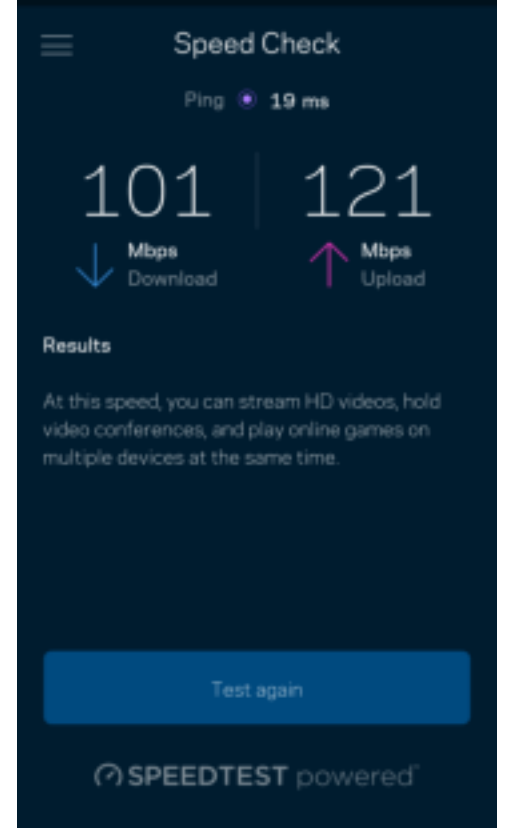 Speed Check
Ping 19 ms
101 121
Mbps Mbps
Download Upload
Results
At this speed, you can stream HD videos, hold
video conferences, and play online games on
multiple devices at the same time.
Test again
SPEEDTEST powered™